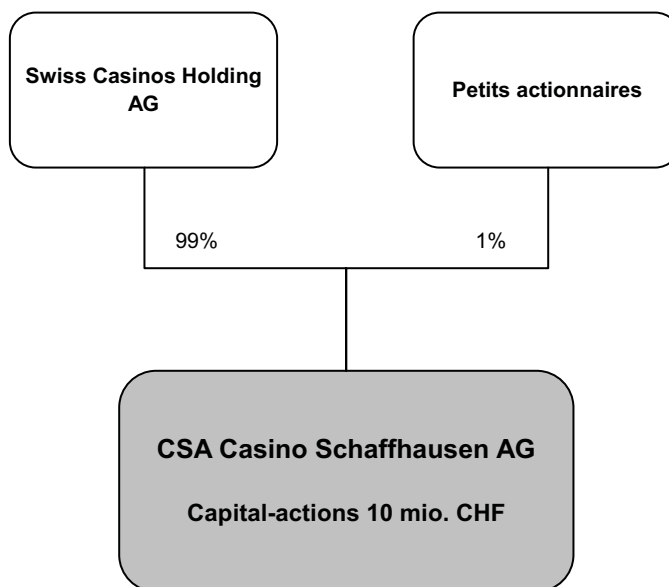 Swiss Casinos Holding
AG
Petits actionnaires
99%
1%
CSA Casino Schaffhausen AG
Capital-actions 10 mio. CHF